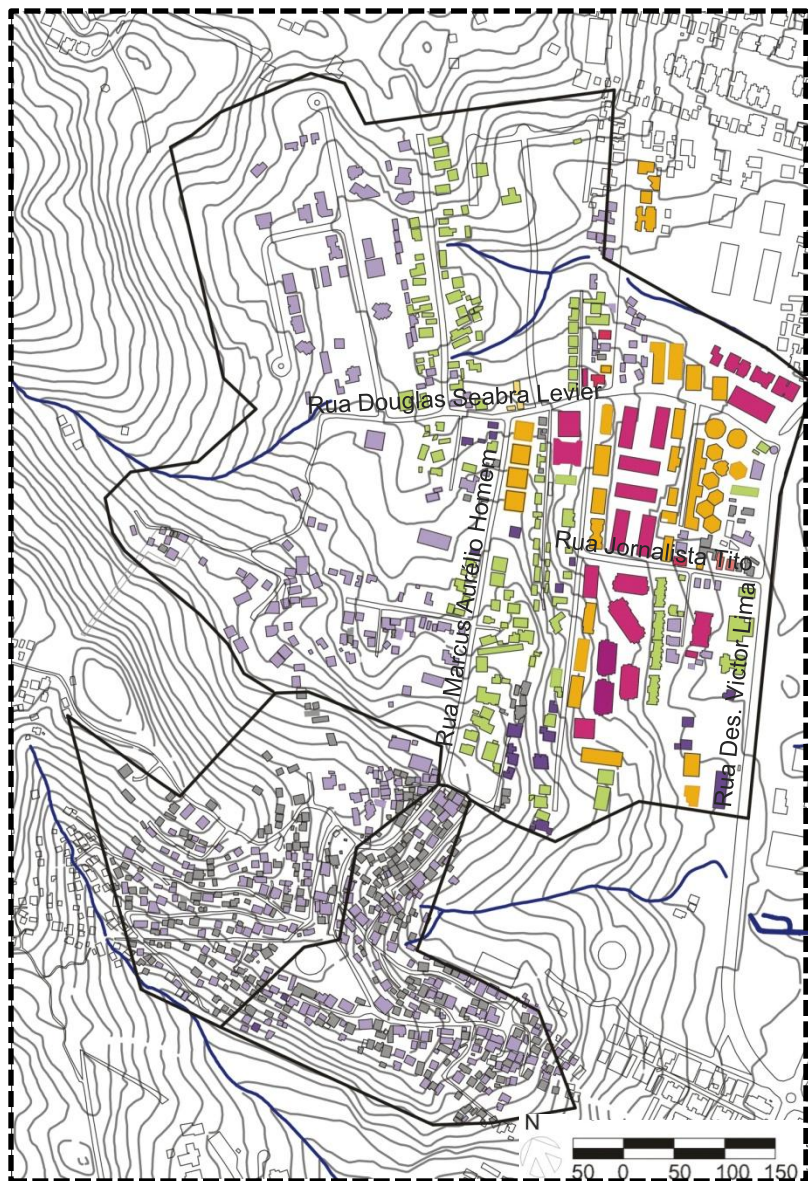 Rua Douglas Seabra Levier
Rua Marcus Aurélio Homem
Rua Jornalista Tito
Rua Des. Victor Lima
N
50 0 50 100 150